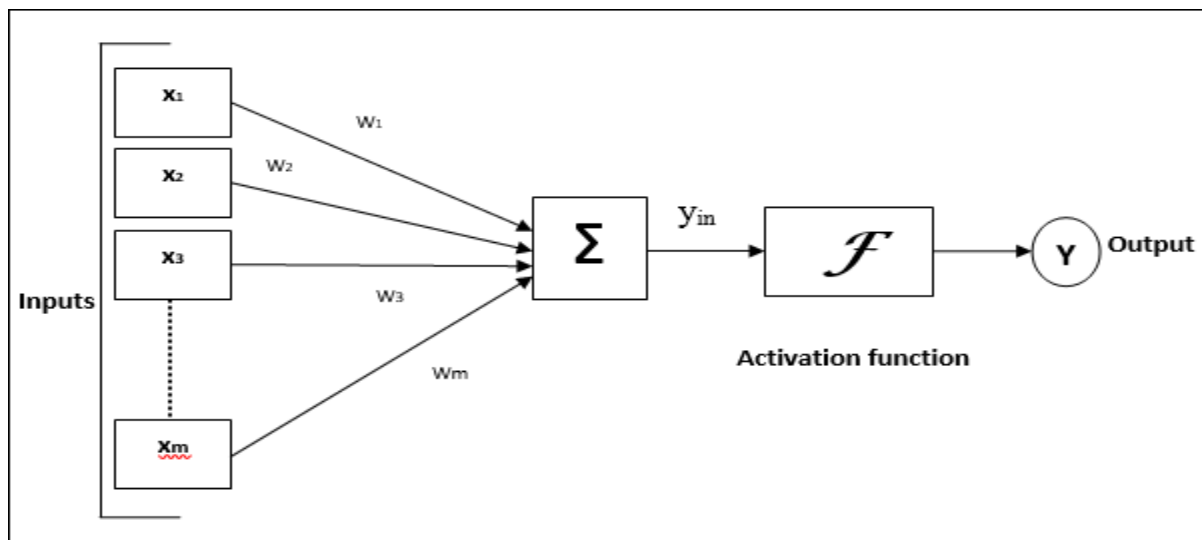 Inputs
x₁
x₂
x₃
xₘ
W₁
W₂
W₃
Wₘ
Σ
yᵢₙ
ℱ
Activation function
Y
Output